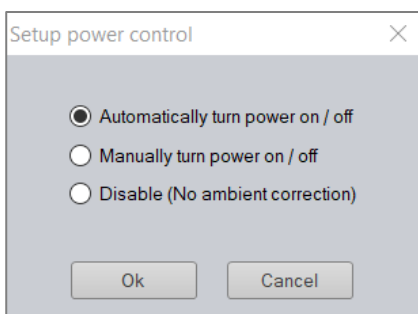 Setup power control
Automatically turn power on / off
Manually turn power on / off
Disable (No ambient correction)
Ok
Cancel